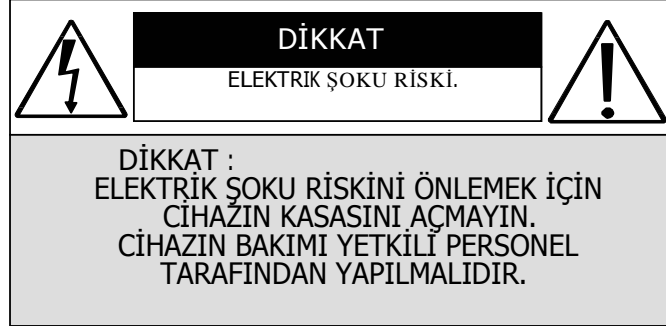 DİKKAT
ELEKTRIK ŞOKU RİSKİ.
DİKKAT :
ELEKTRİK ŞOKU RİSKİNİ ÖNLEMEK İÇİN
CİHAZIN KASASINI AÇMAYIN.
CİHAZIN BAKIMI YETKİLİ PERSONEL
TARAFINDAN YAPILMALIDIR.